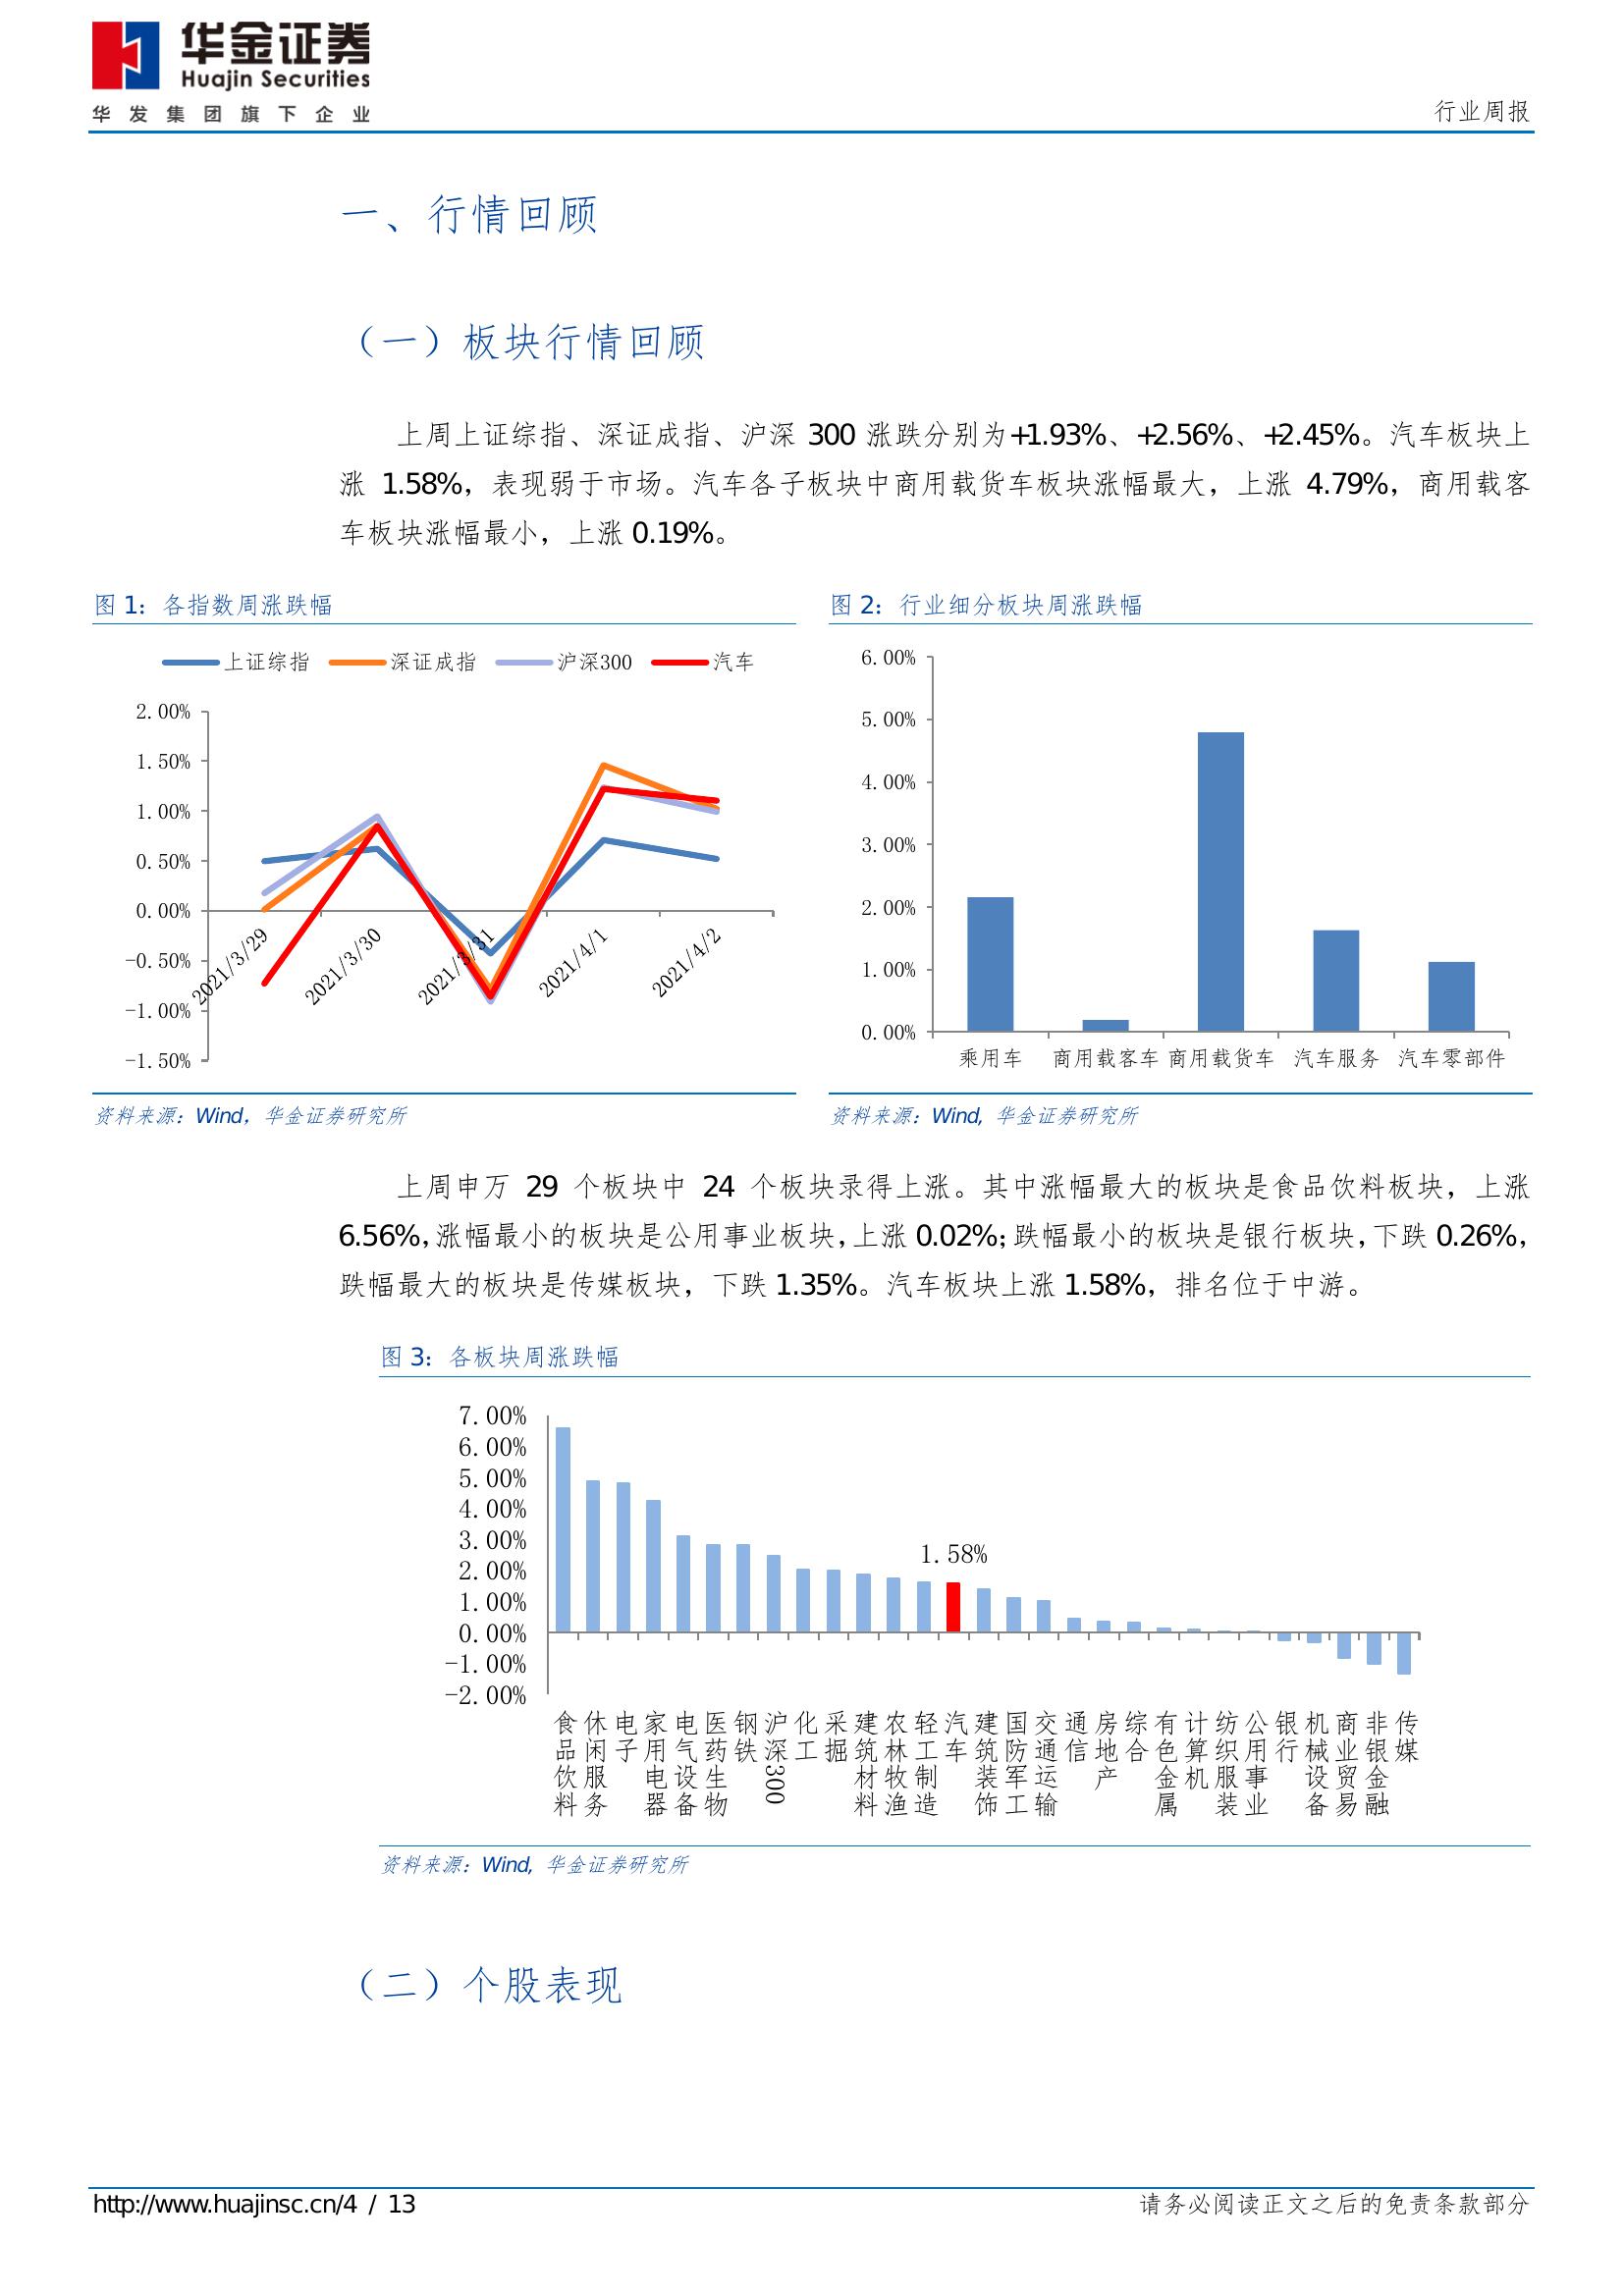 华金证券
Huajin Securities
华发集团旗下企业
行业周报
一、行情回顾
（一）板块行情回顾
上周上证综指、深证成指、沪深 300 涨跌分别为+1.93%、+2.56%、+2.45%。汽车板块上
涨 1.58%，表现弱于市场。汽车各子板块中商用载货车板块涨幅最大，上涨 4.79%，商用载客
车板块涨幅最小，上涨 0.19%。
图 1：各指数周涨跌幅
上证综指 深证成指 沪深300 汽车
2.00%
1.50%
1.00%
0.50%
0.00%
-0.50%
-1.00%
-1.50%
2021/3/29 2021/3/30 2021/3/31 2021/4/1 2021/4/2
资料来源：Wind，华金证券研究所
图 2：行业细分板块周涨跌幅
6.00%
5.00%
4.00%
3.00%
2.00%
1.00%
0.00%
乘用车 商用载客车 商用载货车 汽车服务 汽车零部件
资料来源：Wind, 华金证券研究所
上周申万 29 个板块中 24 个板块录得上涨。其中涨幅最大的板块是食品饮料板块，上涨
6.56%，涨幅最小的板块是公用事业板块，上涨 0.02%；跌幅最小的板块是银行板块，下跌 0.26%，
跌幅最大的板块是传媒板块，下跌 1.35%。汽车板块上涨 1.58%，排名位于中游。
图 3：各板块周涨跌幅
7.00%
6.00%
5.00%
4.00%
3.00%
2.00%
1.00%
0.00%
-1.00%
-2.00%
1.58%
食品饮料
休闲服务
电子
家用电器
电气设备
医药生物
钢铁
沪深300
化工
采掘
建筑材料
农林牧渔
轻工制造
汽车
建筑装饰
国防军工
交通运输
通信
房地产
综合
有色金属
计算机
纺织服装
公用事业
银行
机械设备
商业贸易
非银金融
传媒
资料来源：Wind, 华金证券研究所
（二）个股表现
http://www.huajinsc.cn/4 / 13
请务必阅读正文之后的免责条款部分